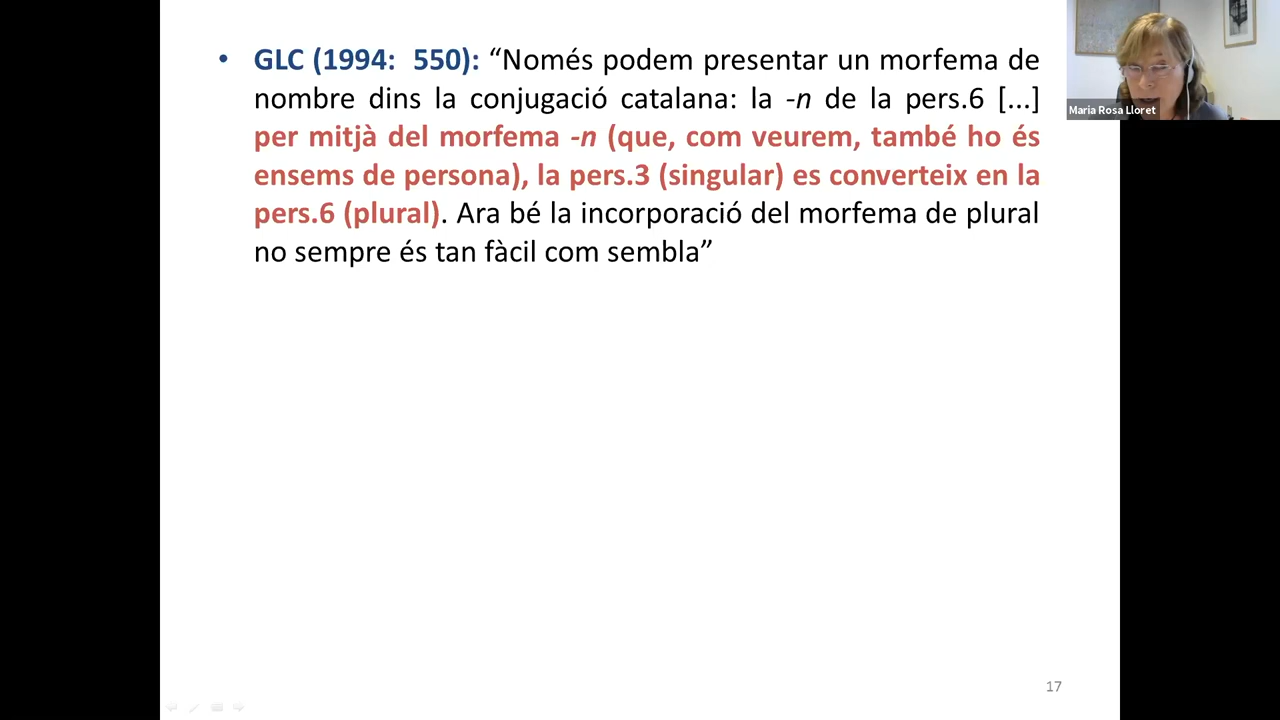 • GLC (1994: 550): “Només podem presentar un morfema de
nombre dins la conjugació catalana: la -n de la pers.6 [...]
per mitjà del morfema -n (que, com veurem, també ho és
ensems de persona), la pers.3 (singular) es converteix en la
pers.6 (plural). Ara bé la incorporació del morfema de plural
no sempre és tan fàcil com sembla”
Maria Rosa Lloret
17